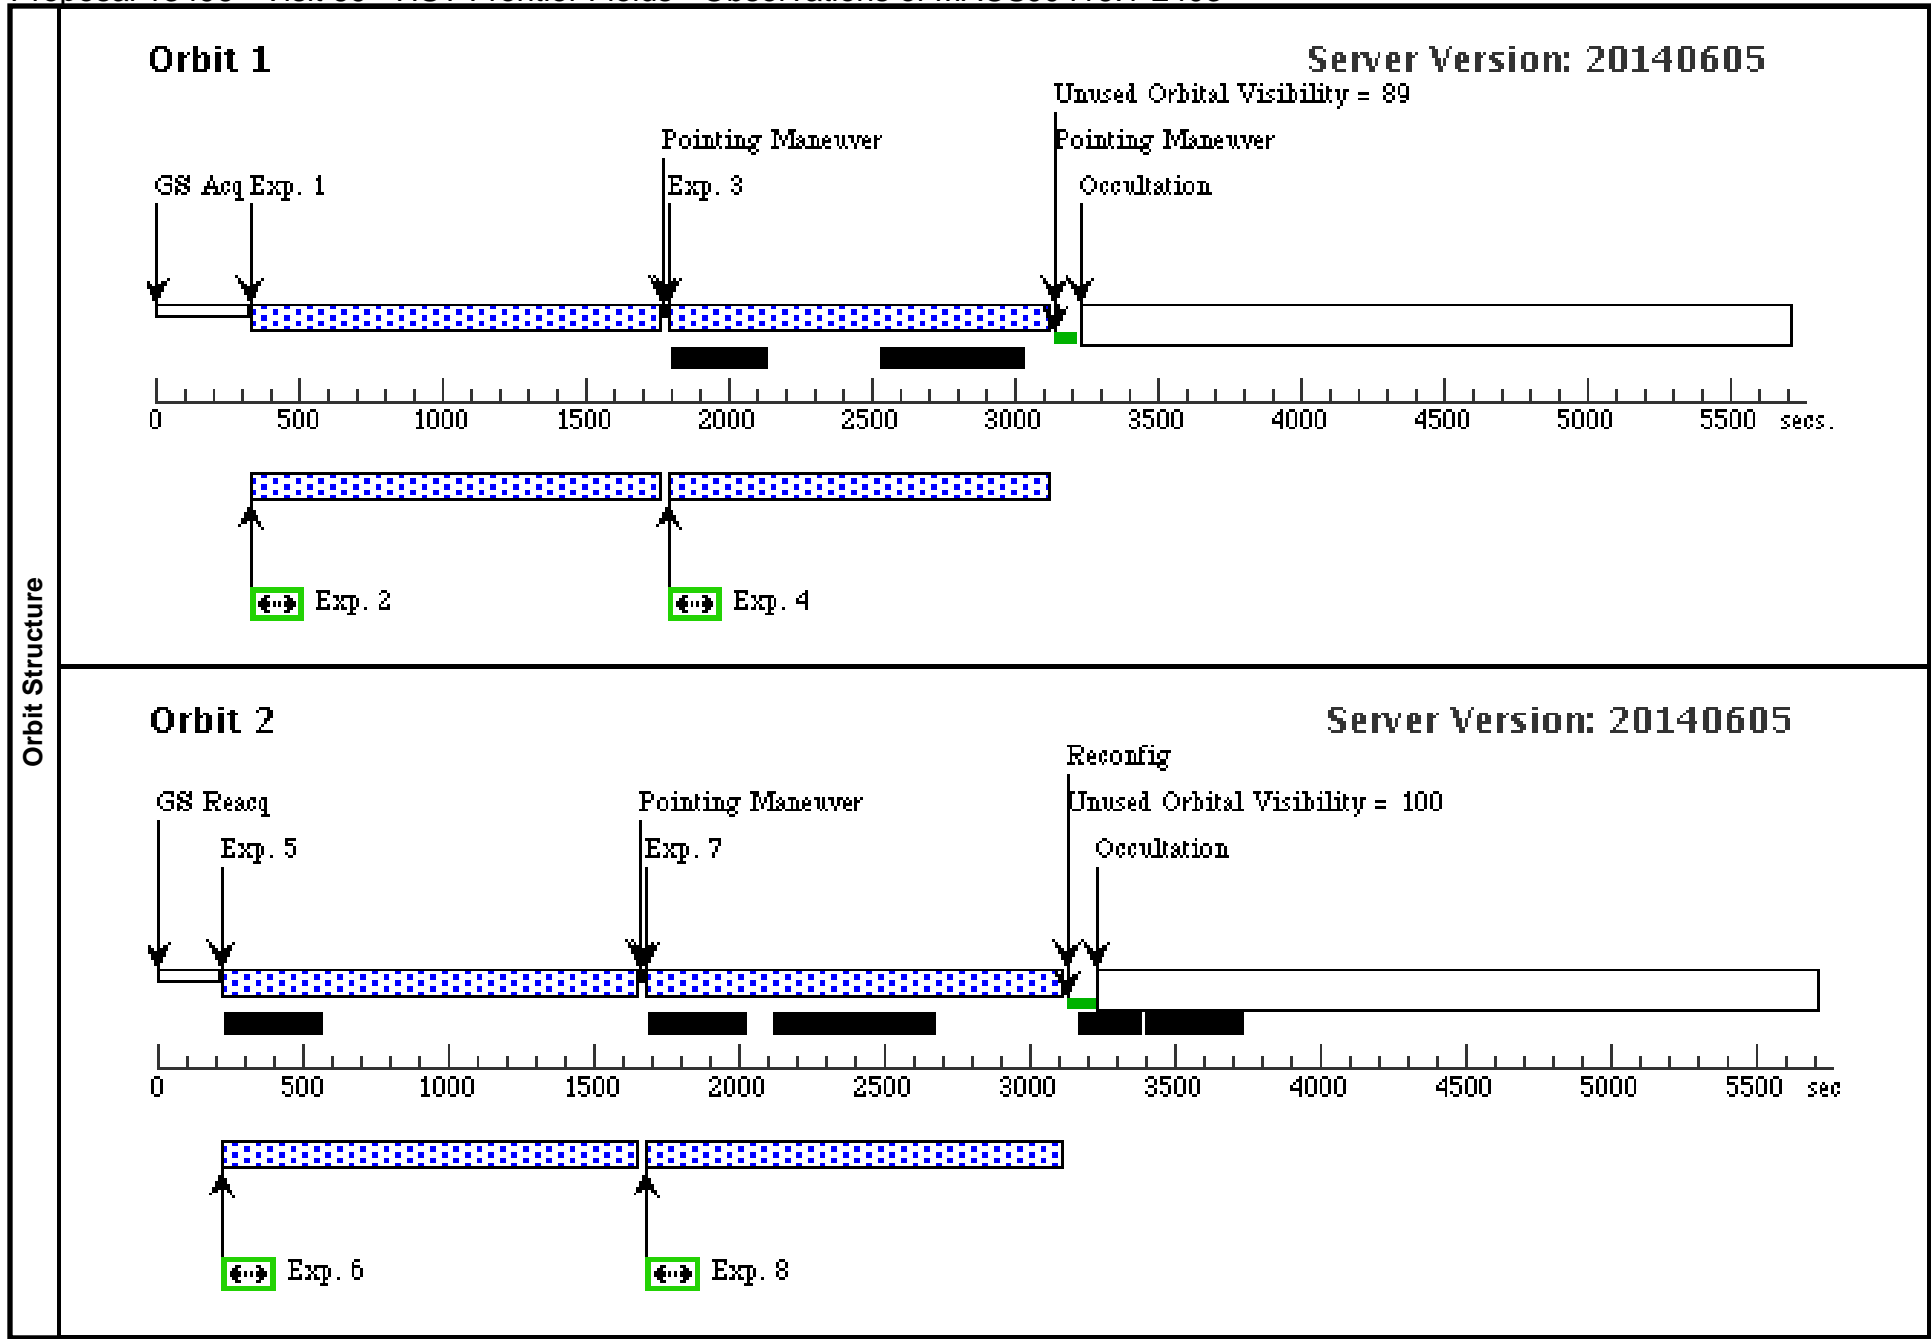 Orbit Structure
Orbit 1
Server Version: 20140605
Unused Orbital Visibility = 89
Pointing Maneuver
Pointing Maneuver
GS Acq
Exp. 1
Exp. 3
Occultation
0 500 1000 1500 2000 2500 3000 3500 4000 4500 5000 5500 secs.
Exp. 2
Exp. 4
Orbit 2
Server Version: 20140605
Reconfig
GS Reacq
Pointing Maneuver
Unused Orbital Visibility = 100
Exp. 5
Exp. 7
Occultation
0 500 1000 1500 2000 2500 3000 3500 4000 4500 5000 5500 sec
Exp. 6
Exp. 8